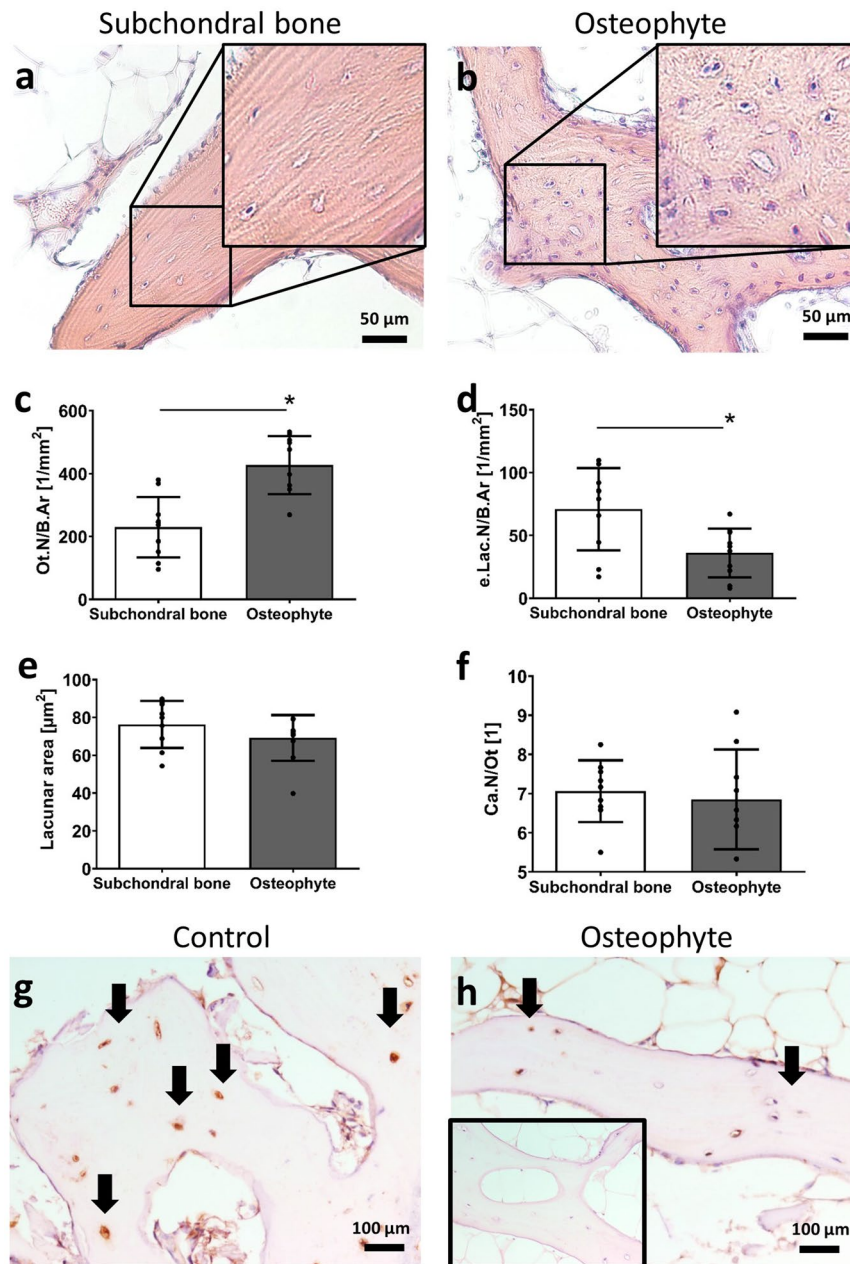 Subchondral bone
Osteophyte
a
b
50 µm
50 µm
c
Ot.N/B.Ar [1/mm²]
600
400
200
0
*
Subchondral bone
Osteophyte
d
e.Lac.N/B.Ar [1/mm²]
150
100
50
0
*
Subchondral bone
Osteophyte
e
Lacunar area [µm²]
100
80
60
40
20
0
Subchondral bone
Osteophyte
f
Ca.N/Ot [1]
10
9
8
7
6
5
Subchondral bone
Osteophyte
Control
Osteophyte
g
h
100 µm
100 µm